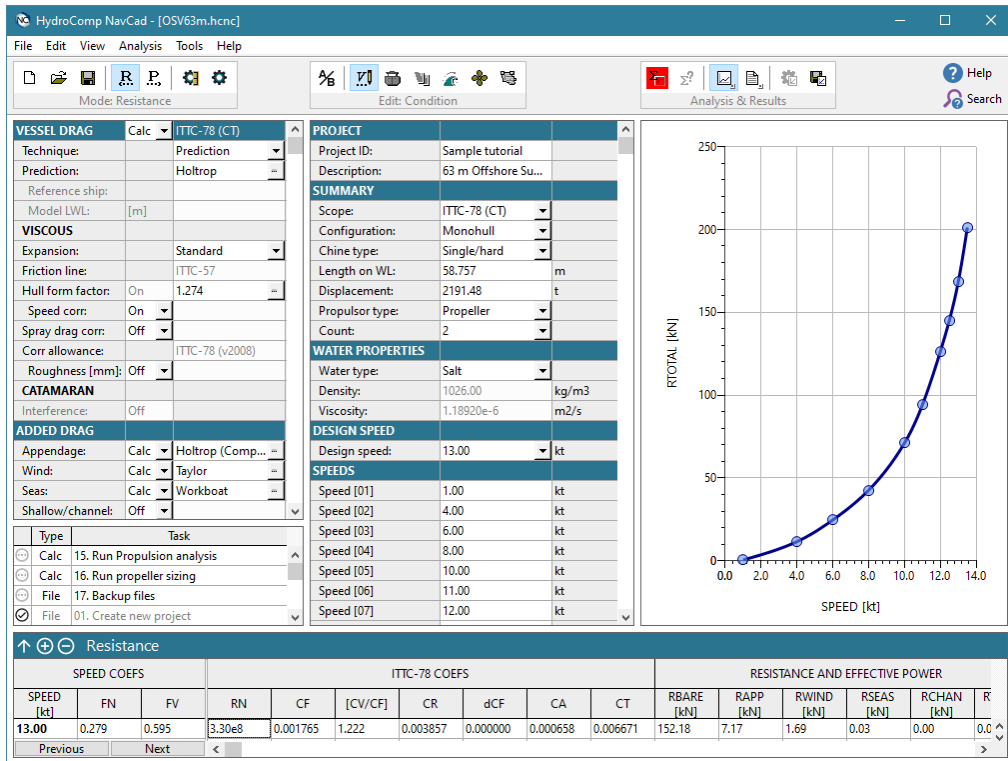 HydroComp NavCad - [OSV63m.hcnc]
File Edit View Analysis Tools Help
Mode: Resistance
Edit: Condition
Analysis & Results
Help
Search
VESSEL DRAG Calc ITTC-78 (CT)
Technique: Prediction
Prediction: Holtrop
Reference ship:
Model LWL: [m]
VISCOUS
Expansion: Standard
Friction line: ITTC-57
Hull form factor: On 1.274
Speed corr: On
Spray drag corr: Off
Corr allowance: ITTC-78 (v2008)
Roughness [mm]: Off
CATAMARAN
Interference: Off
ADDED DRAG
Appendage: Calc Holtrop (Comp...
Wind: Calc Taylor
Seas: Calc Workboat
Shallow/channel: Off
Type Task
Calc 15. Run Propulsion analysis
Calc 16. Run propeller sizing
File 17. Backup files
File 01. Create new project
PROJECT
Project ID: Sample tutorial
Description: 63 m Offshore Su...
SUMMARY
Scope: ITTC-78 (CT)
Configuration: Monohull
Chine type: Single/hard
Length on WL: 58.757 m
Displacement: 2191.48 t
Propulsor type: Propeller
Count: 2
WATER PROPERTIES
Water type: Salt
Density: 1026.00 kg/m3
Viscosity: 1.18920e-6 m2/s
DESIGN SPEED
Design speed: 13.00 kt
SPEEDS
Speed [01] 1.00 kt
Speed [02] 4.00 kt
Speed [03] 6.00 kt
Speed [04] 8.00 kt
Speed [05] 10.00 kt
Speed [06] 11.00 kt
Speed [07] 12.00 kt
250
200
150
100
50
0
RTOTAL [kN]
0.0 2.0 4.0 6.0 8.0 10.0 12.0 14.0
SPEED [kt]
Resistance
SPEED COEFS ITTC-78 COEFS RESISTANCE AND EFFECTIVE POWER
SPEED [kt] FN FV RN CF [CV/CF] CR dCF CA CT RBARE [kN] RAPP [kN] RWIND [kN] RSEAS [kN] RCHAN [kN]
13.00 0.279 0.595 3.30e8 0.001765 1.222 0.003857 0.000000 0.000658 0.006671 152.18 7.17 1.69 0.03 0.00 0.0
Previous Next